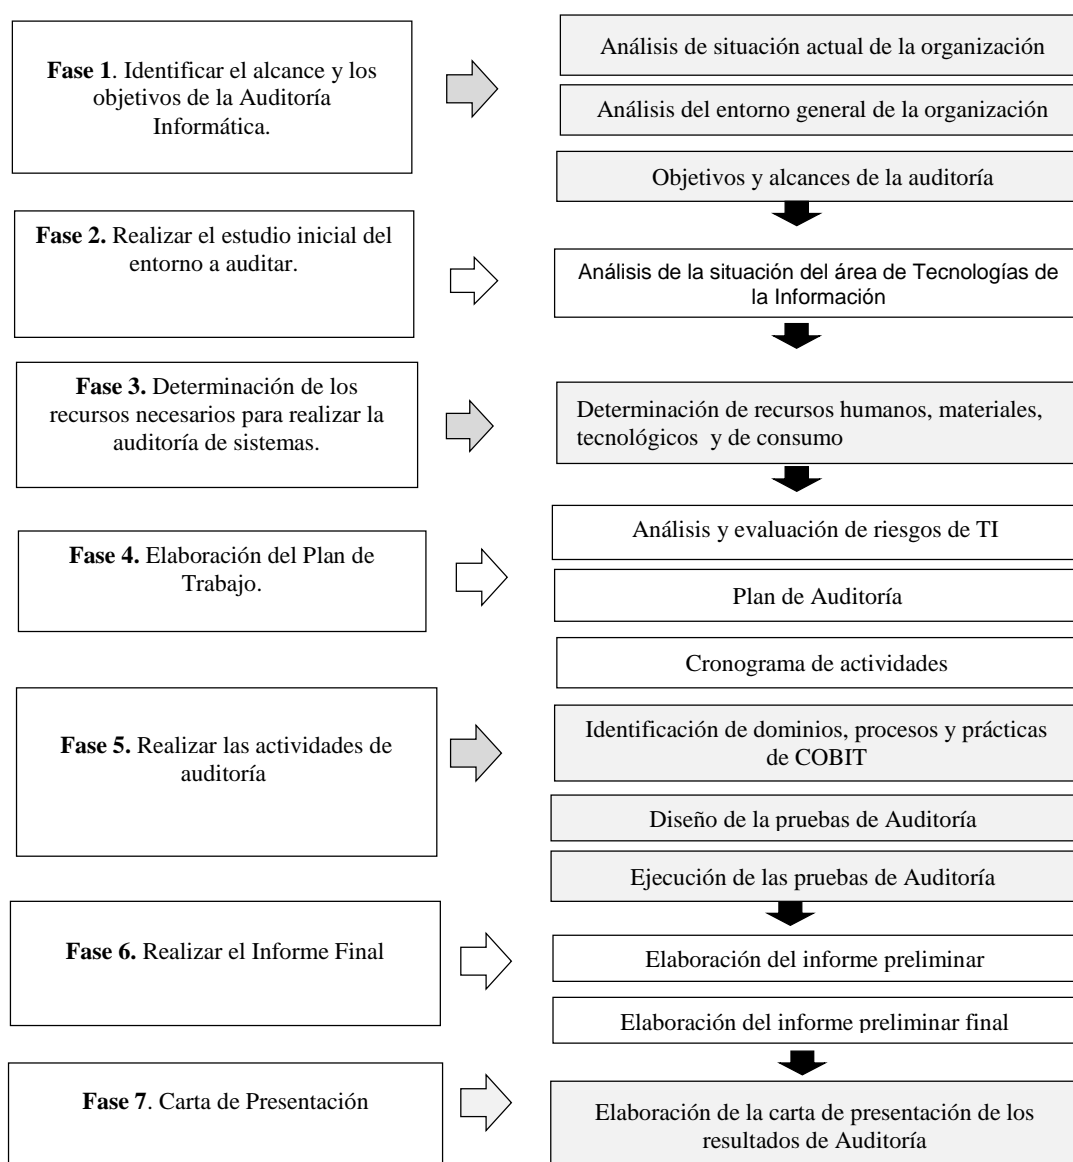 Fase 1. Identificar el alcance y los
objetivos de la Auditoría
Informática.
Análisis de situación actual de la organización
Análisis del entorno general de la organización
Objetivos y alcances de la auditoría
Fase 2. Realizar el estudio inicial del
entorno a auditar.
Análisis de la situación del área de Tecnologías de
la Información
Fase 3. Determinación de los
recursos necesarios para realizar la
auditoría de sistemas.
Determinación de recursos humanos, materiales,
tecnológicos y de consumo
Fase 4. Elaboración del Plan de
Trabajo.
Análisis y evaluación de riesgos de TI
Plan de Auditoría
Cronograma de actividades
Fase 5. Realizar las actividades de
auditoría
Identificación de dominios, procesos y prácticas
de COBIT
Diseño de la pruebas de Auditoría
Ejecución de las pruebas de Auditoría
Fase 6. Realizar el Informe Final
Elaboración del informe preliminar
Elaboración del informe preliminar final
Fase 7. Carta de Presentación
Elaboración de la carta de presentación de los
resultados de Auditoría